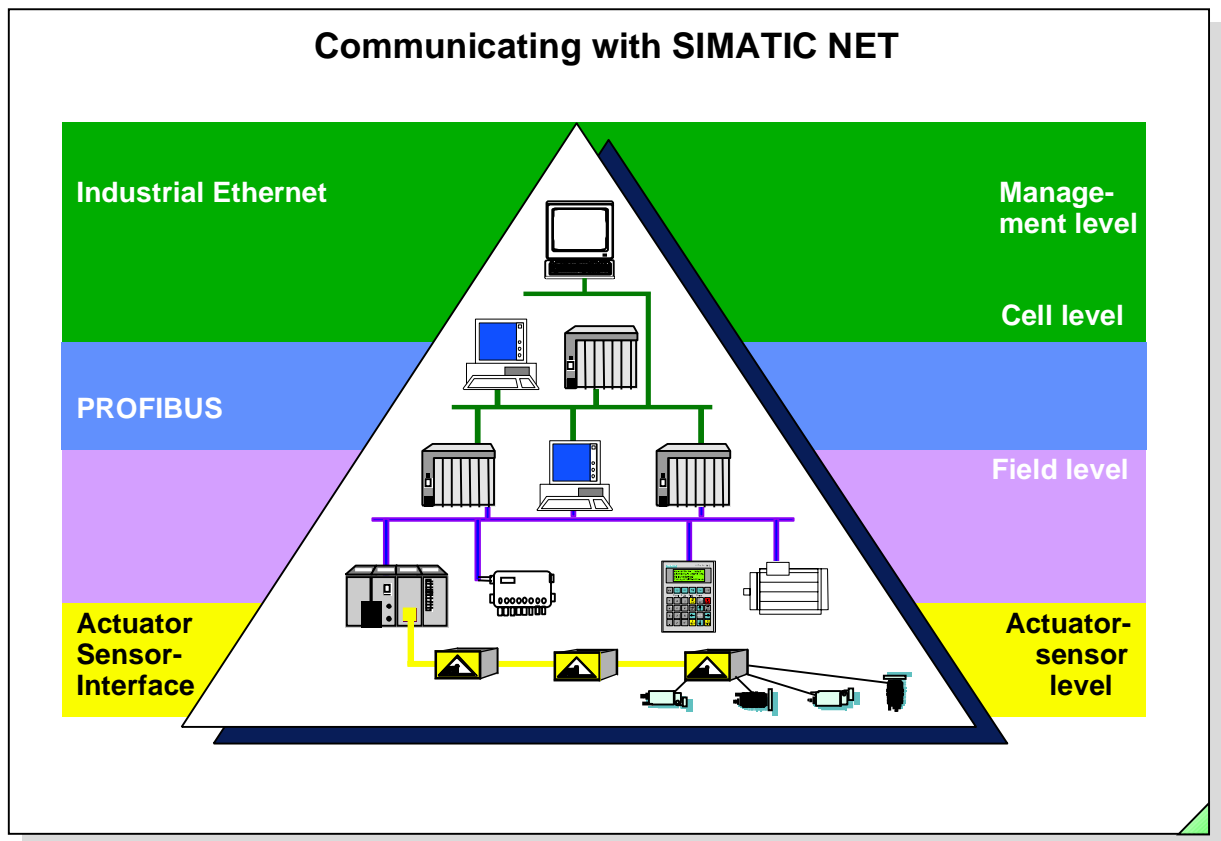 Communicating with SIMATIC NET
Industrial Ethernet
Manage-
ment level
Cell level
PROFIBUS
Field level
Actuator
Sensor-
Interface
Actuator-
sensor
level